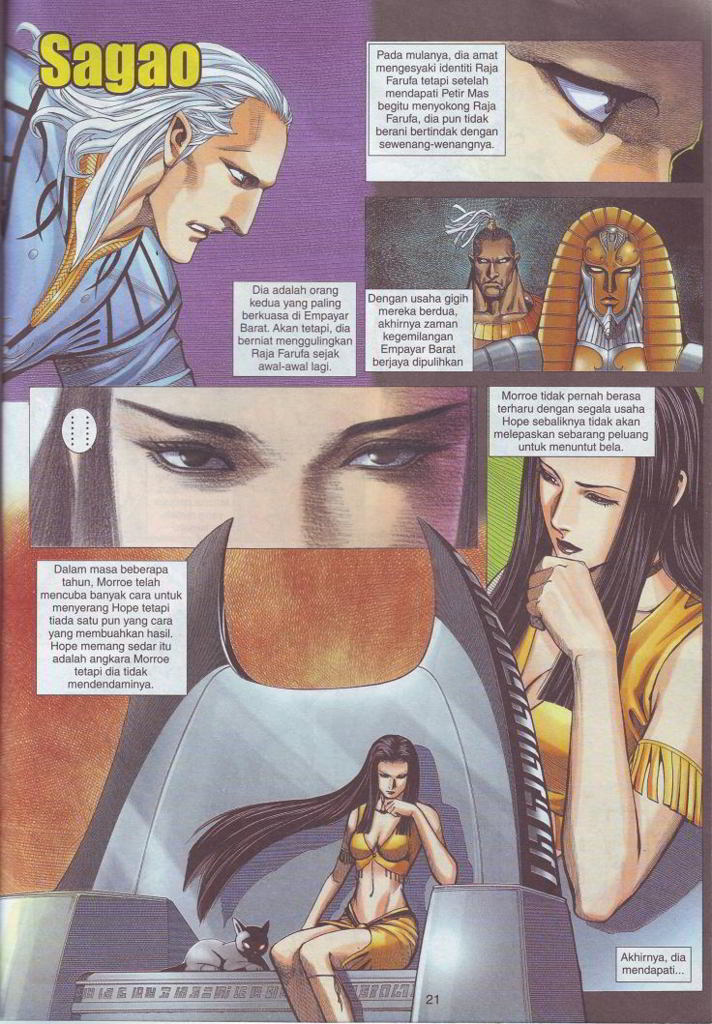 Sagao
Pada mulanya, dia amat
mengesyaki identiti Raja
Farufa tetapi setelah
mendapati Petir Mas
begitu menyokong Raja
Farufa, dia pun tidak
berani bertindak dengan
sewenang-wenangnya.
Dia adalah orang
kedua yang paling
berkuasa di Empayar
Barat. Akan tetapi, dia
berniat menggulingkan
Raja Farufa sejak
awal-awal lagi.
Dengan usaha gigih
mereka berdua,
akhirnya zaman
kegemilangan
Empayar Barat
berjaya dipulihkan
Morroe tidak pernah berasa
terharu dengan segala usaha
Hope sebaliknya tidak akan
melepaskan sebarang peluang
untuk menuntut bela.
Dalam masa beberapa
tahun, Morroe telah
mencuba banyak cara untuk
menyerang Hope tetapi
tiada satu pun yang cara
yang membuahkan hasil.
Hope memang sedar itu
adalah angkara Morroe
tetapi dia tidak
mendendaminya.
Akhirnya, dia
mendapati...
21